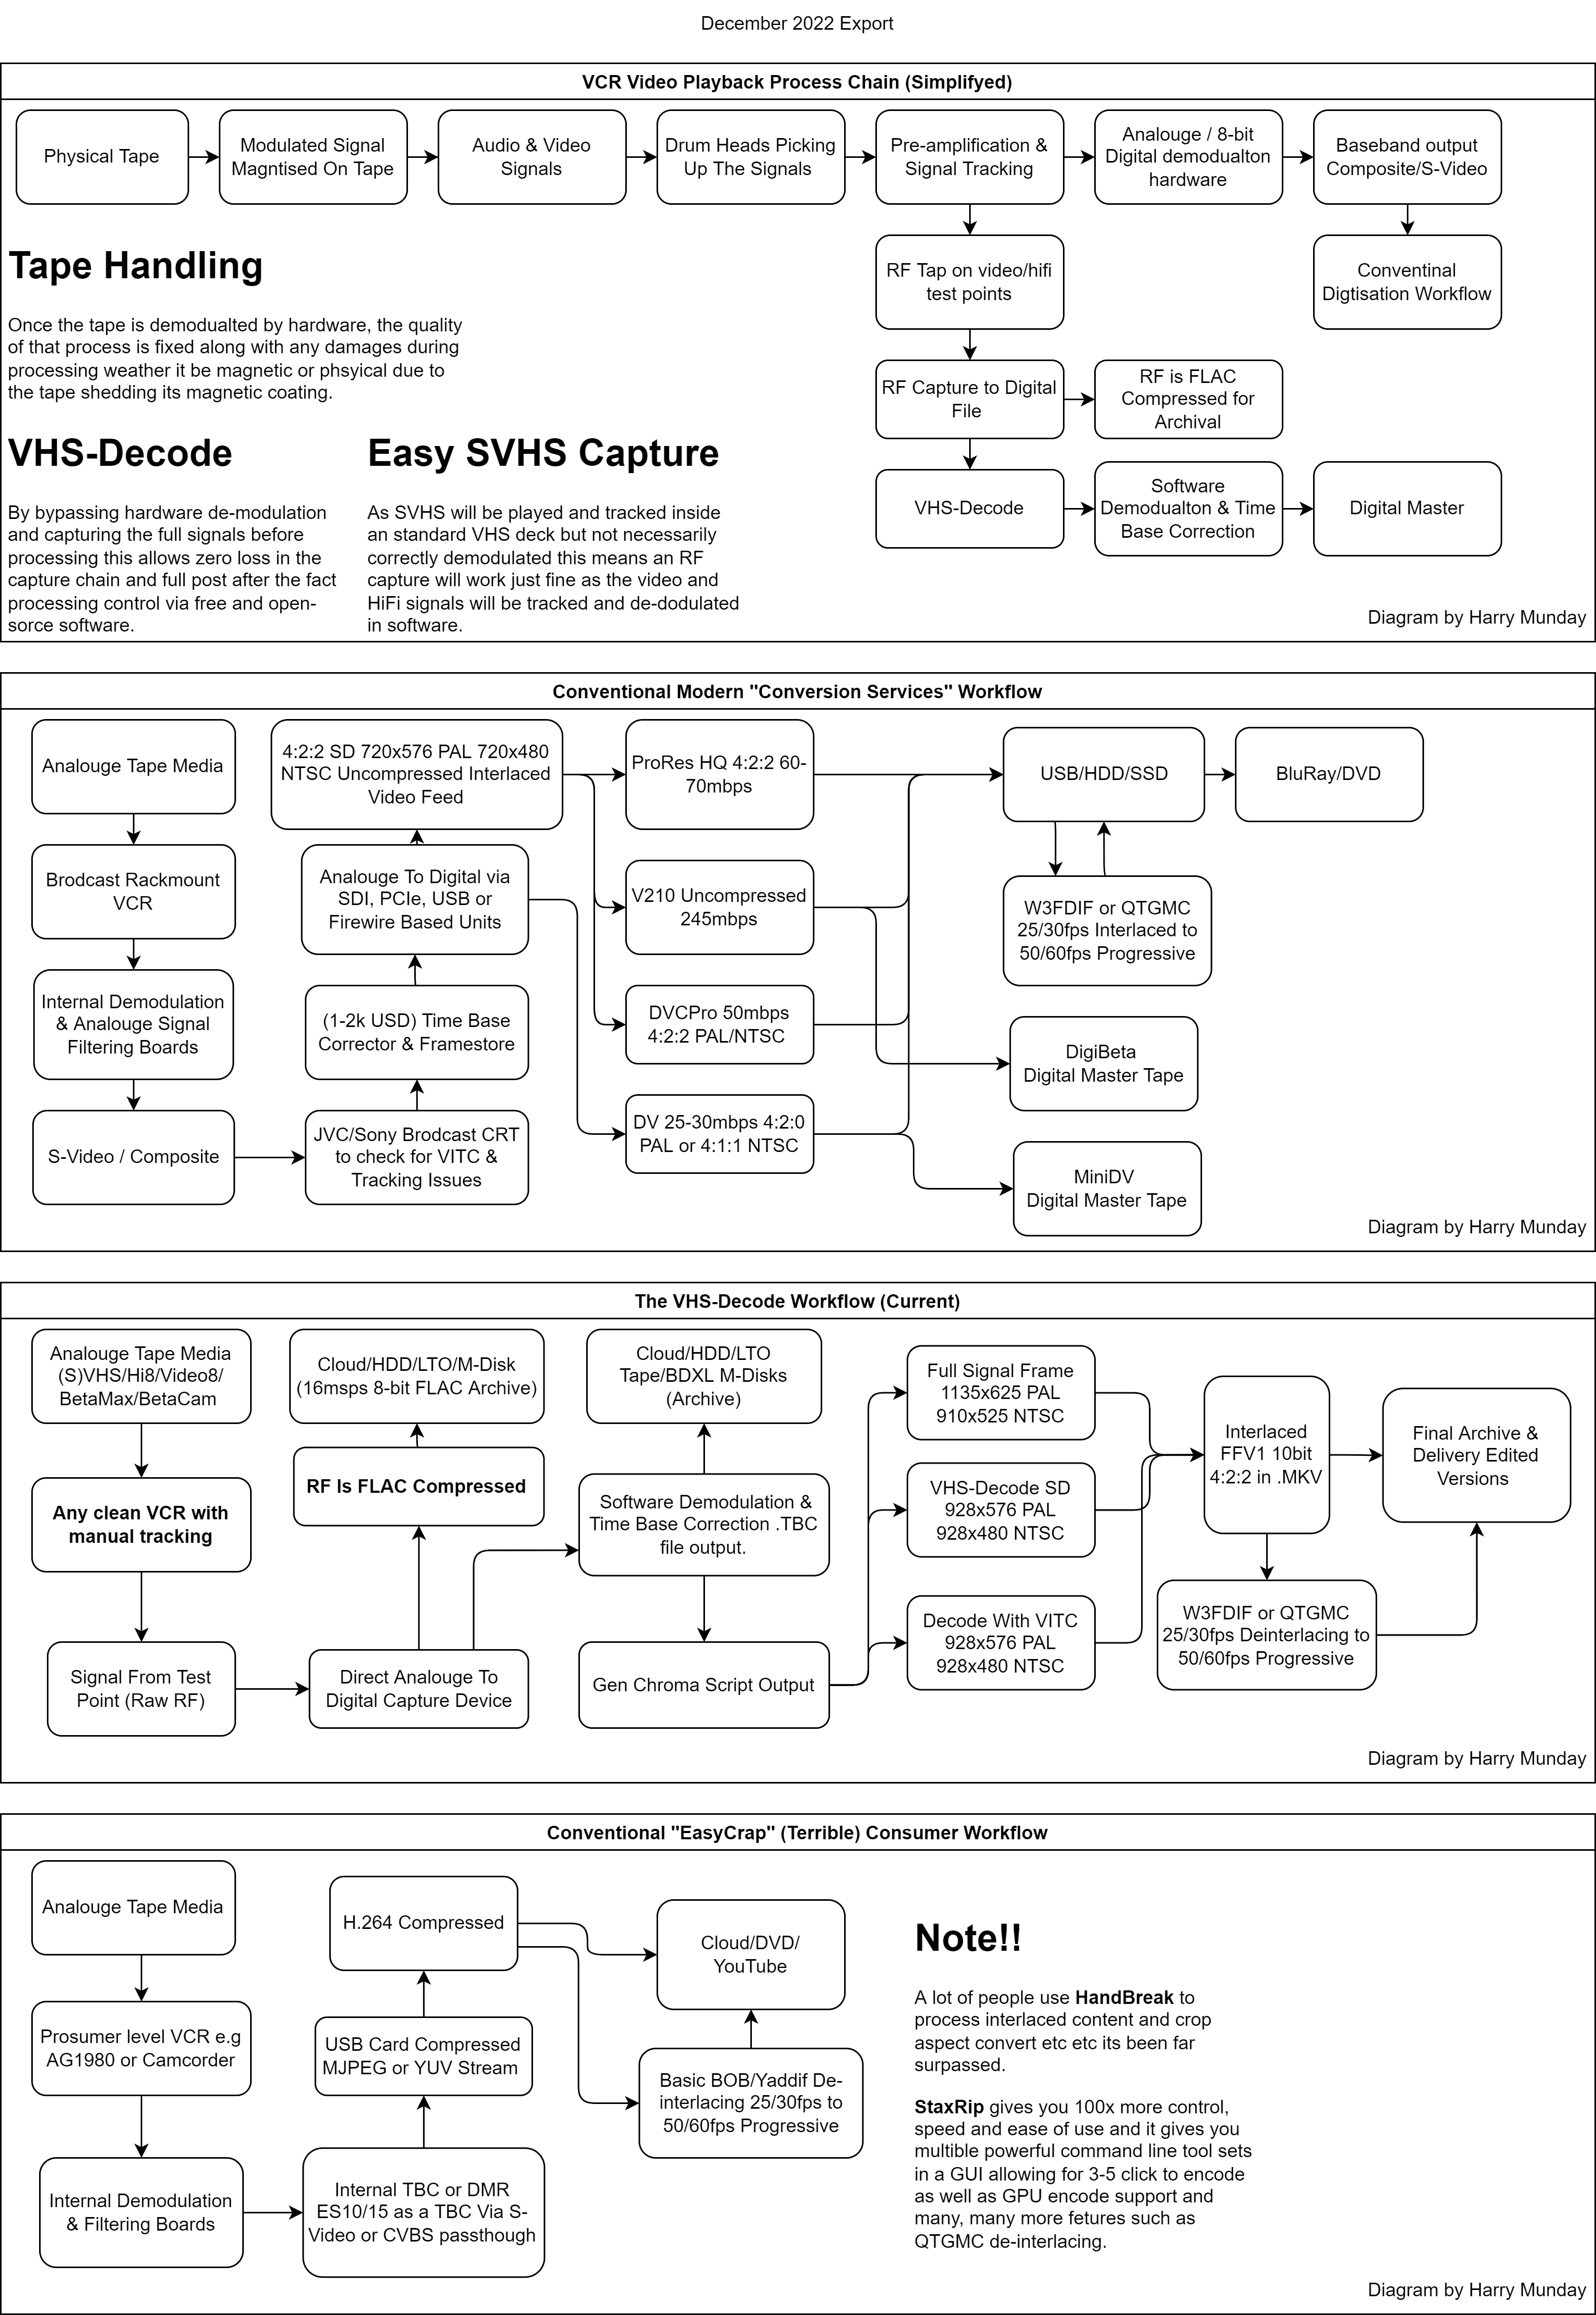 December 2022 Export
VCR Video Playback Process Chain (Simplifyed)
Physical Tape
Modulated Signal
Magntised On Tape
Audio & Video
Signals
Drum Heads Picking
Up The Signals
Pre-amplification &
Signal Tracking
Analouge / 8-bit
Digital demodualton
hardware
Baseband output
Composite/S-Video
RF Tap on video/hifi
test points
Conventinal
Digtisation Workflow
Tape Handling
Once the tape is demodualted by hardware, the quality
of that process is fixed along with any damages during
processing weather it be magnetic or phsyical due to
the tape shedding its magnetic coating.
RF Capture to Digital
File
RF is FLAC
Compressed for
Archival
VHS-Decode
By bypassing hardware de-modulation
and capturing the full signals before
processing this allows zero loss in the
capture chain and full post after the fact
processing control via free and open-
sorce software.
Easy SVHS Capture
As SVHS will be played and tracked inside
an standard VHS deck but not necessarily
correctly demodulated this means an RF
capture will work just fine as the video and
HiFi signals will be tracked and de-dodulated
in software.
VHS-Decode
Software
Demodualton & Time
Base Correction
Digital Master
Diagram by Harry Munday
Conventional Modern "Conversion Services" Workflow
Analouge Tape Media
Brodcast Rackmount
VCR
Internal Demodulation
& Analouge Signal
Filtering Boards
S-Video / Composite
4:2:2 SD 720x576 PAL 720x480
NTSC Uncompressed Interlaced
Video Feed
Analouge To Digital via
SDI, PCIe, USB or
Firewire Based Units
(1-2k USD) Time Base
Corrector & Framestore
JVC/Sony Brodcast CRT
to check for VITC &
Tracking Issues
ProRes HQ 4:2:2 60-
70mbps
V210 Uncompressed
245mbps
DVCPro 50mbps
4:2:2 PAL/NTSC
DV 25-30mbps 4:2:0
PAL or 4:1:1 NTSC
USB/HDD/SSD
BluRay/DVD
W3FDIF or QTGMC
25/30fps Interlaced to
50/60fps Progressive
DigiBeta
Digital Master Tape
MiniDV
Digital Master Tape
Diagram by Harry Munday
The VHS-Decode Workflow (Current)
Analouge Tape Media
(S)VHS/Hi8/Video8/
BetaMax/BetaCam
Any clean VCR with
manual tracking
Signal From Test
Point (Raw RF)
Cloud/HDD/LTO/M-Disk
(16msps 8-bit FLAC Archive)
RF Is FLAC Compressed
Direct Analouge To
Digital Capture Device
Cloud/HDD/LTO
Tape/BDXL M-Disks
(Archive)
Software Demodulation &
Time Base Correction .TBC
file output.
Gen Chroma Script Output
Full Signal Frame
1135x625 PAL
910x525 NTSC
VHS-Decode SD
928x576 PAL
928x480 NTSC
Decode With VITC
928x576 PAL
928x480 NTSC
Interlaced
FFV1 10bit
4:2:2 in .MKV
W3FDIF or QTGMC
25/30fps Deinterlacing to
50/60fps Progressive
Final Archive &
Delivery Edited
Versions
Diagram by Harry Munday
Conventional "EasyCrap" (Terrible) Consumer Workflow
Analouge Tape Media
Prosumer level VCR e.g
AG1980 or Camcorder
Internal Demodulation
& Filtering Boards
H.264 Compressed
USB Card Compressed
MJPEG or YUV Stream
Internal TBC or DMR
ES10/15 as a TBC Via S-
Video or CVBS passthough
Cloud/DVD/
YouTube
Basic BOB/Yaddif De-
interlacing 25/30fps to
50/60fps Progressive
Note!!
A lot of people use HandBreak to
process interlaced content and crop
aspect convert etc etc its been far
surpassed.
StaxRip gives you 100x more control,
speed and ease of use and it gives you
multible powerful command line tool sets
in a GUI allowing for 3-5 click to encode
as well as GPU encode support and
many, many more fetures such as
QTGMC de-interlacing.
Diagram by Harry Munday